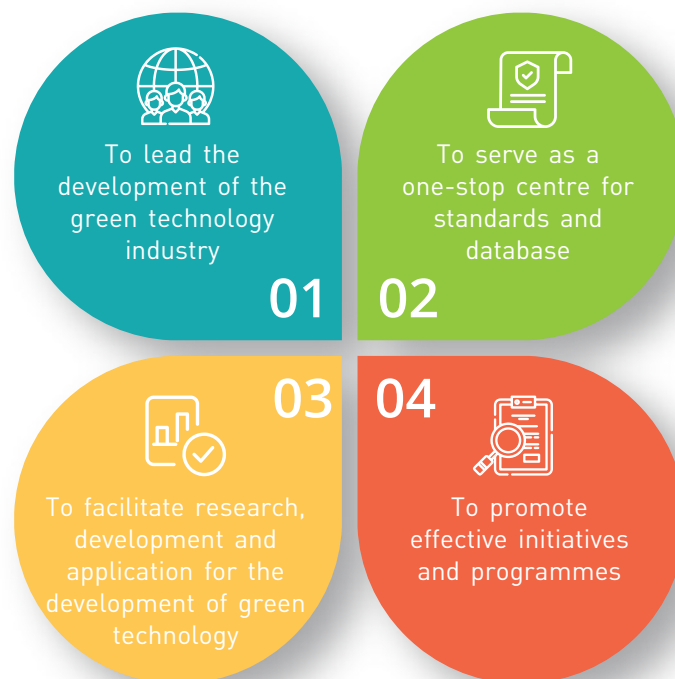 To lead the
development of the
green technology
industry
01
To serve as a
one-stop centre for
standards and
database
02
03
To facilitate research,
development and
application for the
development of green
technology
04
To promote
effective initiatives
and programmes